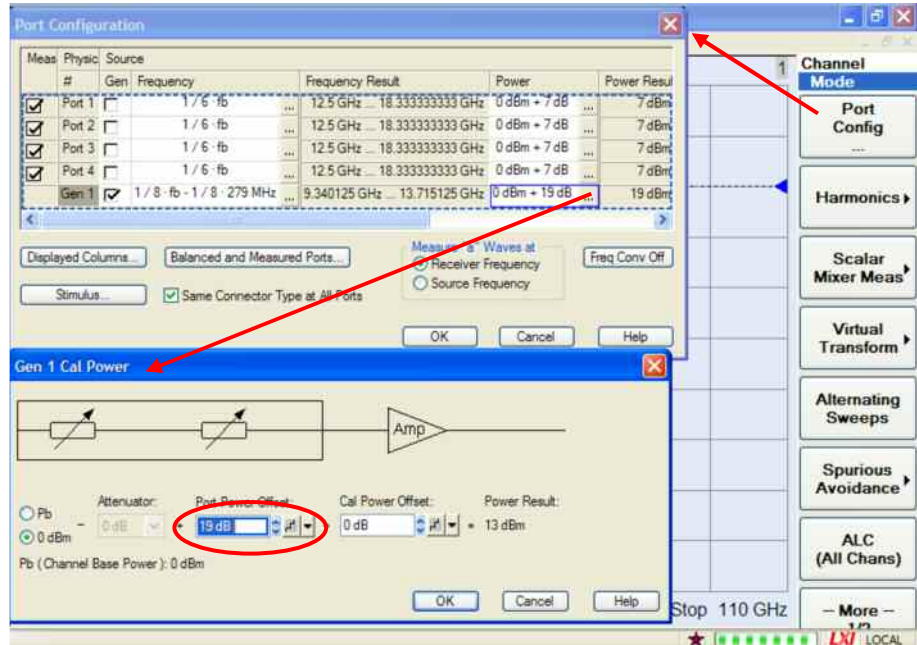 Port Configuration
Meas Physic Source
# Gen Frequency Frequency Result Power Power Resul
Port 1 1 / 6 · fb ... 12.5 GHz ... 18.333333333 GHz 0 dBm + 7 dB ... 7 dBm
Port 2 1 / 6 · fb ... 12.5 GHz ... 18.333333333 GHz 0 dBm + 7 dB ... 7 dBm
Port 3 1 / 6 · fb ... 12.5 GHz ... 18.333333333 GHz 0 dBm + 7 dB ... 7 dBm
Port 4 1 / 6 · fb ... 12.5 GHz ... 18.333333333 GHz 0 dBm + 7 dB ... 7 dBm
Gen 1 1 / 8 · fb - 1 / 8 · 279 MHz ... 9.340125 GHz ... 13.715125 GHz 0 dBm + 19 dB ... 19 dBm
Displayed Columns... Balanced and Measured Ports... Measure "a" Waves at Freq Conv Off
Receiver Frequency
Stimulus... Same Connector Type at All Ports Source Frequency
OK Cancel Help
Gen 1 Cal Power
Amp
Attenuator: Port Power Offset: Cal Power Offset: Power Result:
Pb
0 dBm - 0 dB + 19 dB + 0 dB = 13 dBm
Pb ( Channel Base Power ): 0 dBm
OK Cancel Help
1
Stop 110 GHz
Channel
Mode
Port
Config
...
Harmonics
Scalar
Mixer Meas
Virtual
Transform
Alternating
Sweeps
Spurious
Avoidance
ALC
(All Chans)
– More –
1/2
LXI LOCAL